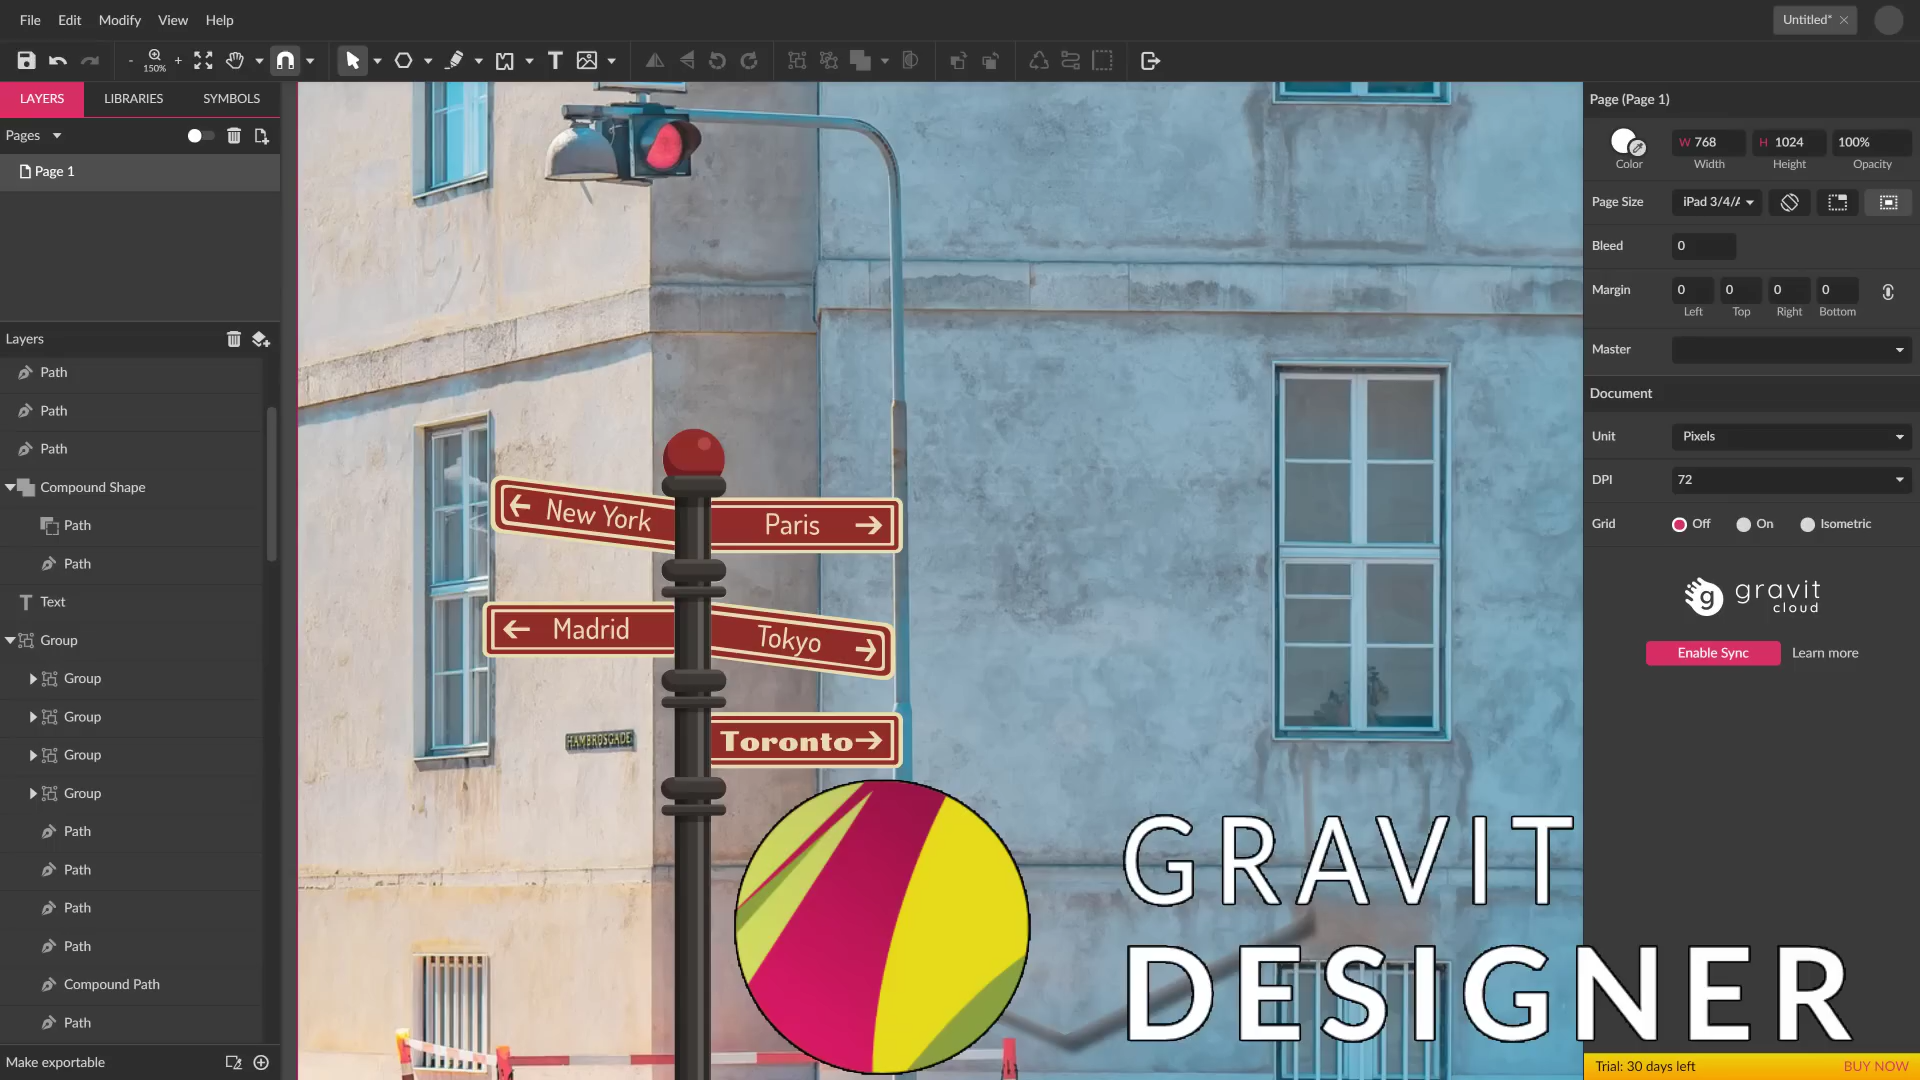 File Edit Modify View Help
Untitled*
- 150% +
LAYERS LIBRARIES SYMBOLS
Pages
Page 1
Layers
Path
Path
Path
Compound Shape
Path
Path
Text
Group
Group
Group
Group
Group
Path
Path
Path
Path
Compound Path
Path
Make exportable
New York
Paris
Madrid
Tokyo
Toronto
HAMBROSGADE
GRAVIT
DESIGNER
Page (Page 1)
W 768 H 1024 100%
Color Width Height Opacity
Page Size iPad 3/4/
Bleed 0
Margin 0 0 0 0
Left Top Right Bottom
Master
Document
Unit Pixels
DPI 72
Grid Off On Isometric
g gravit
cloud
Enable Sync Learn more
Trial: 30 days left BUY NOW